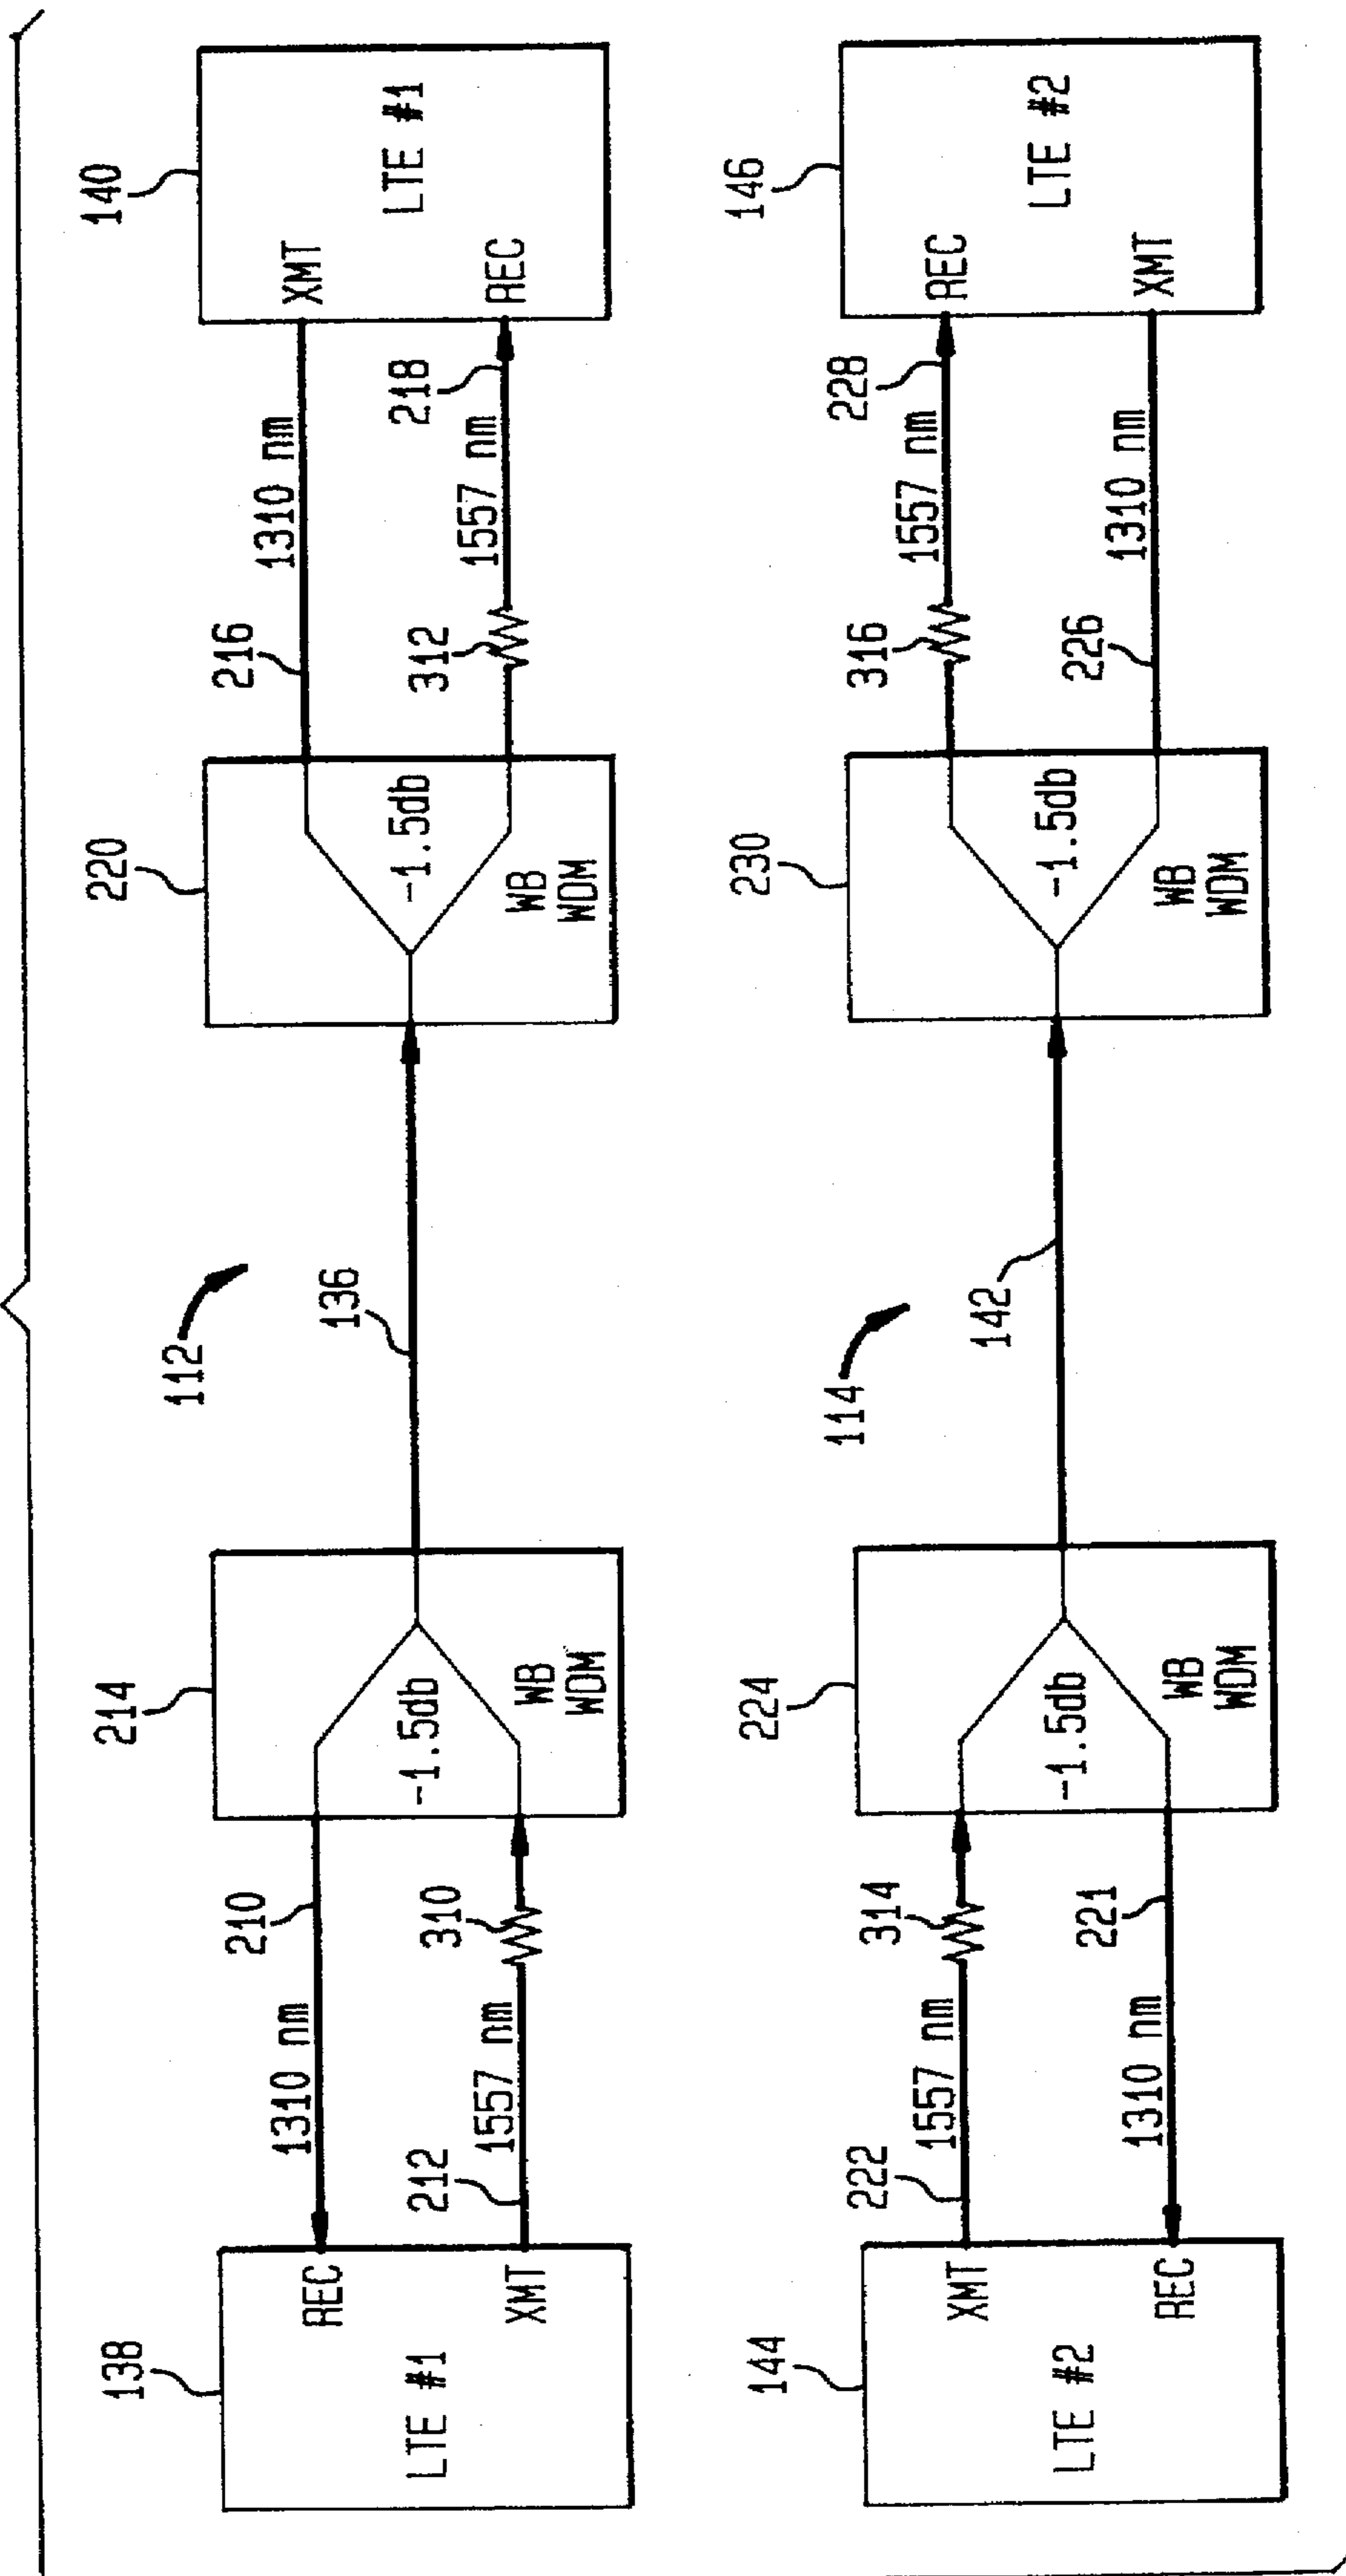 138
LTE #1
REC
XMT
1310 nm
210
212
1557 nm
310
214
-1.5db
WB
WDM
112
136
220
-1.5db
WB
WDM
216
1310 nm
312
1557 nm
218
140
XMT
REC
LTE #1
144
LTE #2
XMT
REC
222
1557 nm
314
1310 nm
221
224
-1.5db
WB
WDM
114
142
230
-1.5db
WB
WDM
316
1557 nm
228
226
1310 nm
146
REC
XMT
LTE #2